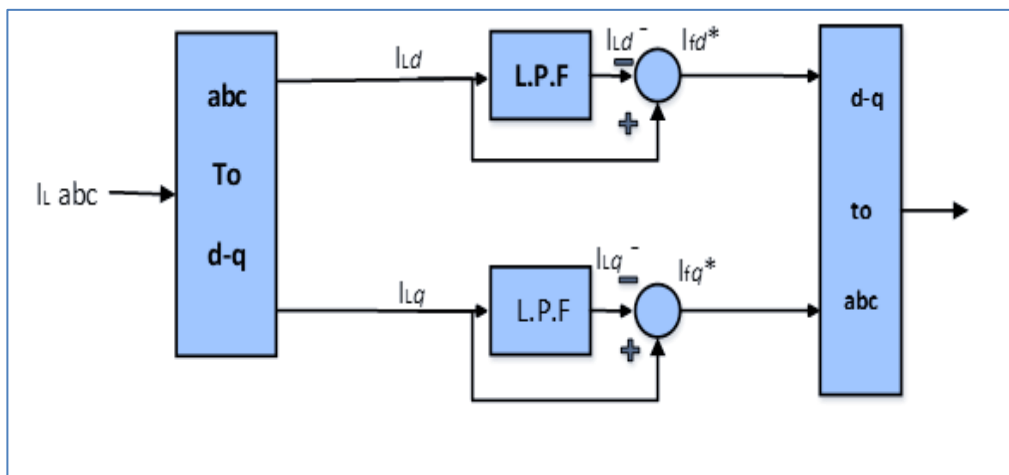 abc
To
d-q
IL abc
ILd
L.P.F
ILd-
Ifd*
ILq
L.P.F
ILq-
Ifq*
d-q
to
abc